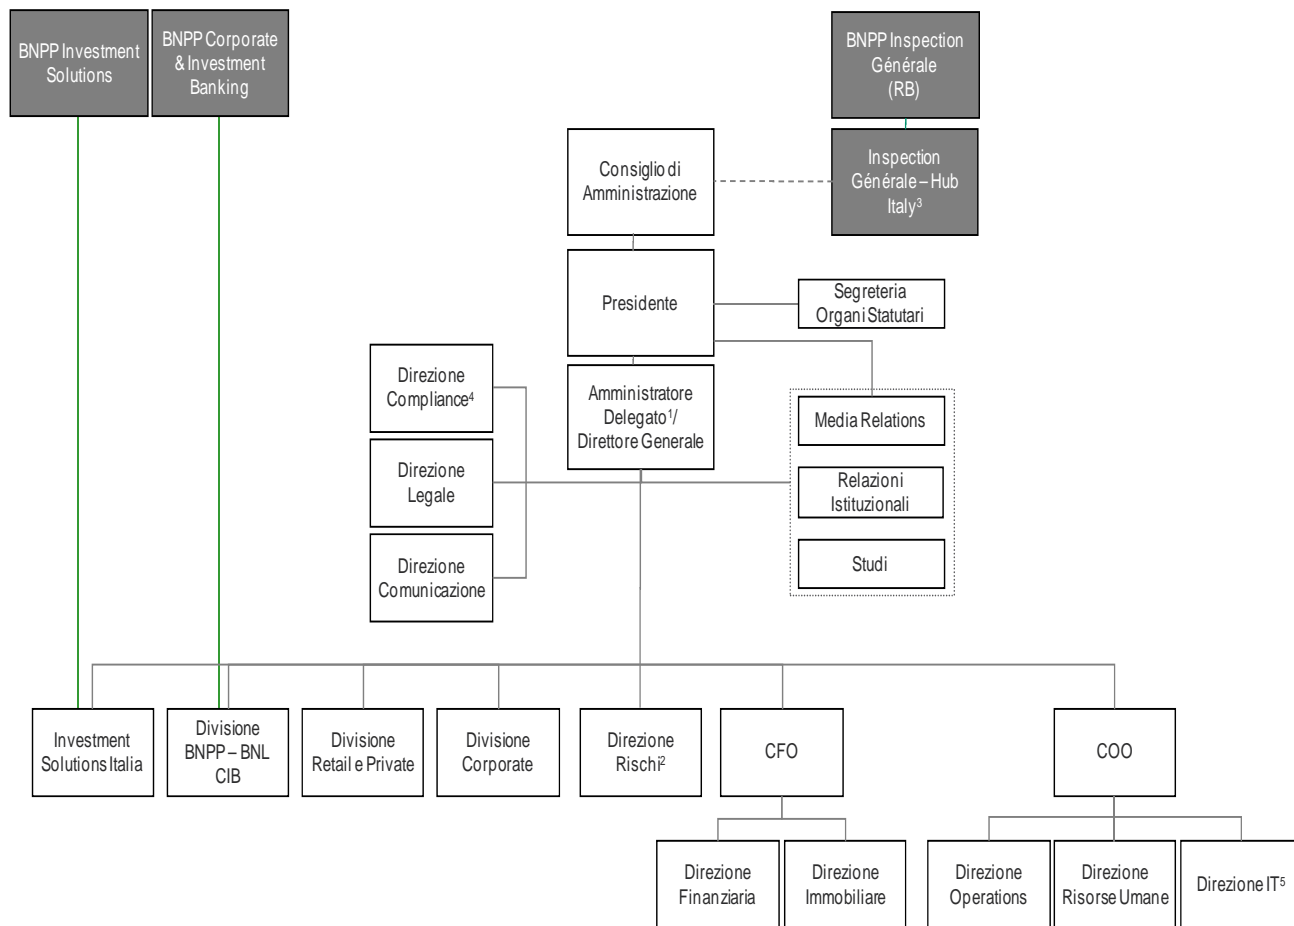 BNPP Investment
Solutions
BNPP Corporate
& Investment
Banking
BNPP Inspection
Générale
(RB)
Consiglio di
Amministrazione
Inspection
Générale – Hub
Italy³
Presidente
Segreteria
Organi Statutari
Direzione
Compliance⁴
Amministratore
Delegato¹/
Direttore Generale
Media Relations
Direzione
Legale
Relazioni
Istituzionali
Direzione
Comunicazione
Studi
Investment
Solutions Italia
Divisione
BNPP – BNL
CIB
Divisione
Retail e Private
Divisione
Corporate
Direzione
Rischi²
CFO
COO
Direzione
Finanziaria
Direzione
Immobiliare
Direzione
Operations
Direzione
Risorse Umane
Direzione IT⁵